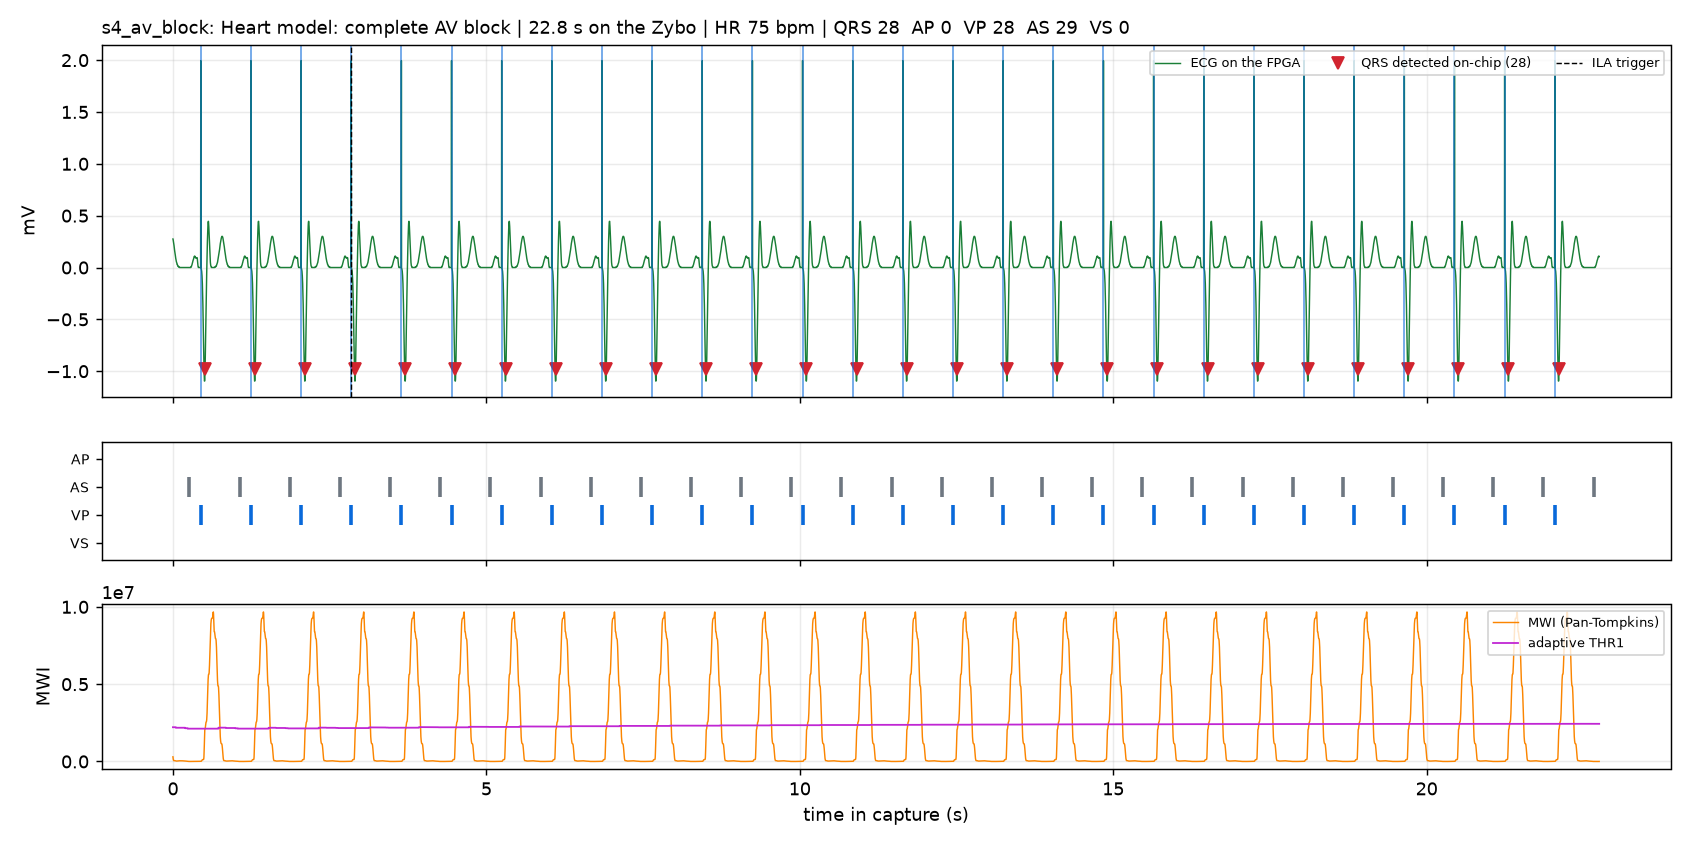 s4_av_block: Heart model: complete AV block | 22.8 s on the Zybo | HR 75 bpm | QRS 28  AP 0  VP 28  AS 29  VS 0
ECG on the FPGA
QRS detected on-chip (28)
ILA trigger
mV
2.0
1.5
1.0
0.5
0.0
−0.5
−1.0
AP
AS
VP
VS
1e7
MWI
1.0
0.5
0.0
MWI (Pan-Tompkins)
adaptive THR1
0
5
10
15
20
time in capture (s)